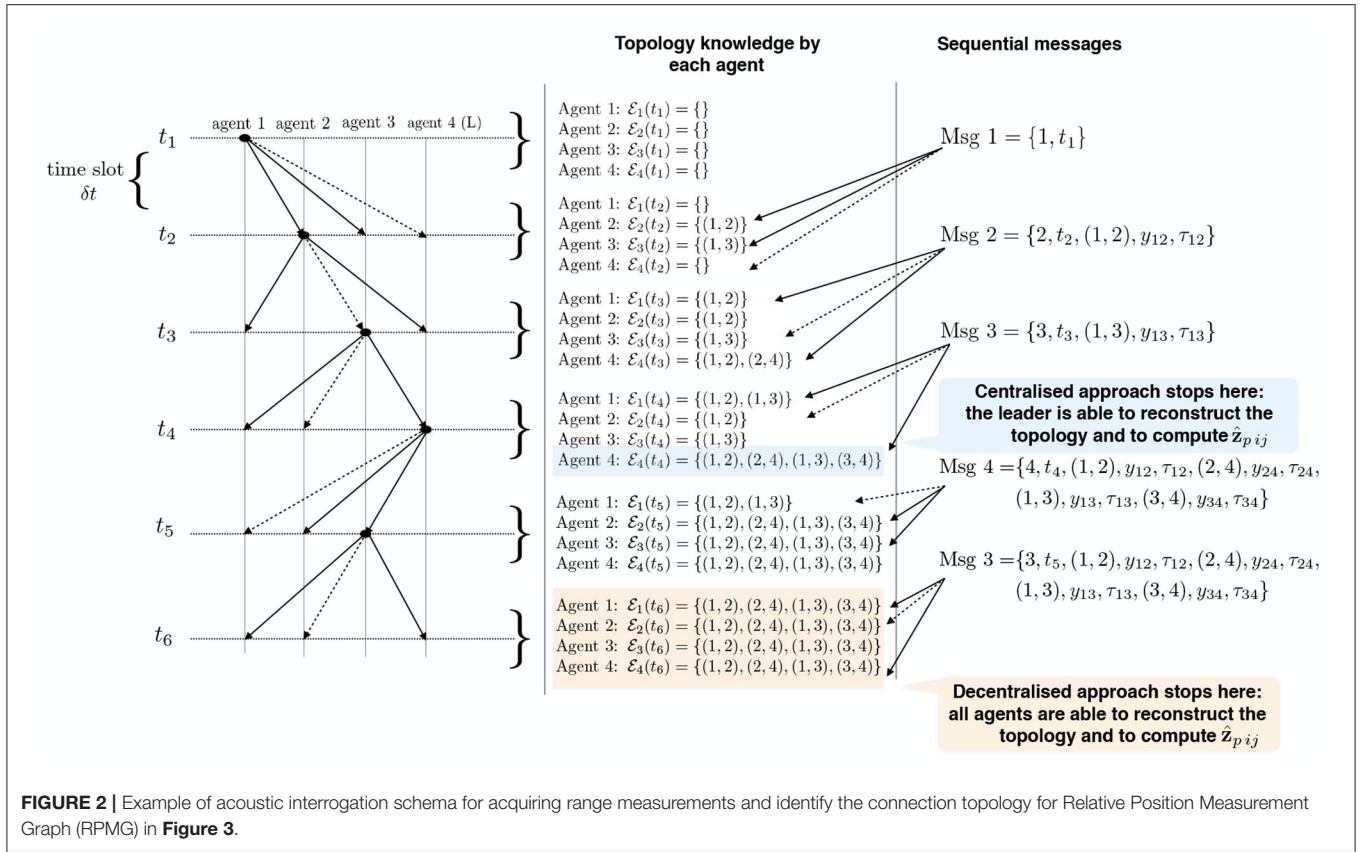 Topology knowledge by
each agent
Sequential messages
agent 1 agent 2 agent 3 agent 4 (L)
t₁
time slot
δt
t₂
t₃
t₄
t₅
t₆
Agent 1: ℰ₁(t₁) = {}
Agent 2: ℰ₂(t₁) = {}
Agent 3: ℰ₃(t₁) = {}
Agent 4: ℰ₄(t₁) = {}
Agent 1: ℰ₁(t₂) = {}
Agent 2: ℰ₂(t₂) = {(1, 2)}
Agent 3: ℰ₃(t₂) = {(1, 3)}
Agent 4: ℰ₄(t₂) = {}
Agent 1: ℰ₁(t₃) = {(1, 2)}
Agent 2: ℰ₂(t₃) = {(1, 2)}
Agent 3: ℰ₃(t₃) = {(1, 3)}
Agent 4: ℰ₄(t₃) = {(1, 2), (2, 4)}
Agent 1: ℰ₁(t₄) = {(1, 2), (1, 3)}
Agent 2: ℰ₂(t₄) = {(1, 2)}
Agent 3: ℰ₃(t₄) = {(1, 3)}
Agent 4: ℰ₄(t₄) = {(1, 2), (2, 4), (1, 3), (3, 4)}
Agent 1: ℰ₁(t₅) = {(1, 2), (1, 3)}
Agent 2: ℰ₂(t₅) = {(1, 2), (2, 4), (1, 3), (3, 4)}
Agent 3: ℰ₃(t₅) = {(1, 2), (2, 4), (1, 3), (3, 4)}
Agent 4: ℰ₄(t₅) = {(1, 2), (2, 4), (1, 3), (3, 4)}
Agent 1: ℰ₁(t₆) = {(1, 2), (2, 4), (1, 3), (3, 4)}
Agent 2: ℰ₂(t₆) = {(1, 2), (2, 4), (1, 3), (3, 4)}
Agent 3: ℰ₃(t₆) = {(1, 2), (2, 4), (1, 3), (3, 4)}
Agent 4: ℰ₄(t₆) = {(1, 2), (2, 4), (1, 3), (3, 4)}
Msg 1 = {1, t₁}
Msg 2 = {2, t₂, (1, 2), y₁₂, τ₁₂}
Msg 3 = {3, t₃, (1, 3), y₁₃, τ₁₃}
Centralised approach stops here:
the leader is able to reconstruct the
topology and to compute ẑ_{p ij}
Msg 4 ={4, t₄, (1, 2), y₁₂, τ₁₂, (2, 4), y₂₄, τ₂₄,
(1, 3), y₁₃, τ₁₃, (3, 4), y₃₄, τ₃₄}
Msg 3 ={3, t₅, (1, 2), y₁₂, τ₁₂, (2, 4), y₂₄, τ₂₄,
(1, 3), y₁₃, τ₁₃, (3, 4), y₃₄, τ₃₄}
Decentralised approach stops here:
all agents are able to reconstruct the
topology and to compute ẑ_{p ij}
FIGURE 2 | Example of acoustic interrogation schema for acquiring range measurements and identify the connection topology for Relative Position Measurement
Graph (RPMG) in Figure 3.